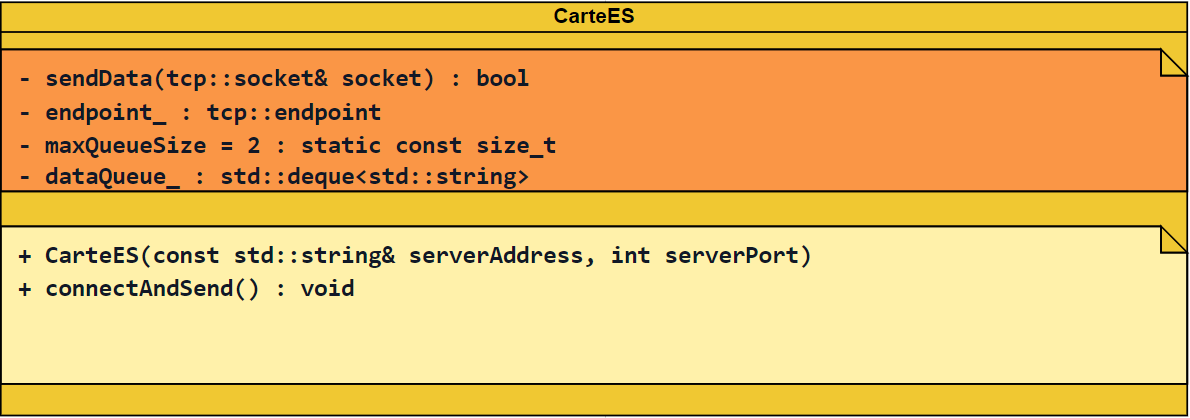 CarteES
- sendData(tcp::socket& socket) : bool
- endpoint_ : tcp::endpoint
- maxQueueSize = 2 : static const size_t
- dataQueue_ : std::deque<std::string>
+ CarteES(const std::string& serverAddress, int serverPort)
+ connectAndSend() : void